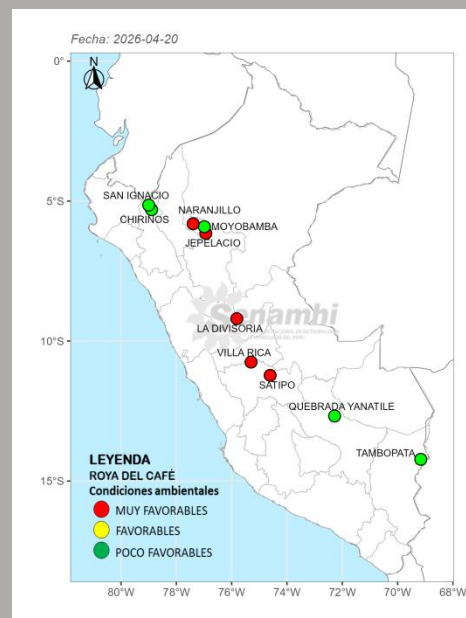 Fecha: 2026-04-20
N
0°
5°S
10°S
15°S
SAN IGNACIO
CHIRINOS
NARANJILLO
MOYOBAMBA
JEPELACIO
Senamhi
LA DIVISORIA
VILLA RICA
SATIPO
QUEBRADA YANATILE
TAMBOPATA
LEYENDA
ROYA DEL CAFÉ
Condiciones ambientales
MUY FAVORABLES
FAVORABLES
POCO FAVORABLES
80°W 78°W 76°W 74°W 72°W 70°W 68°W